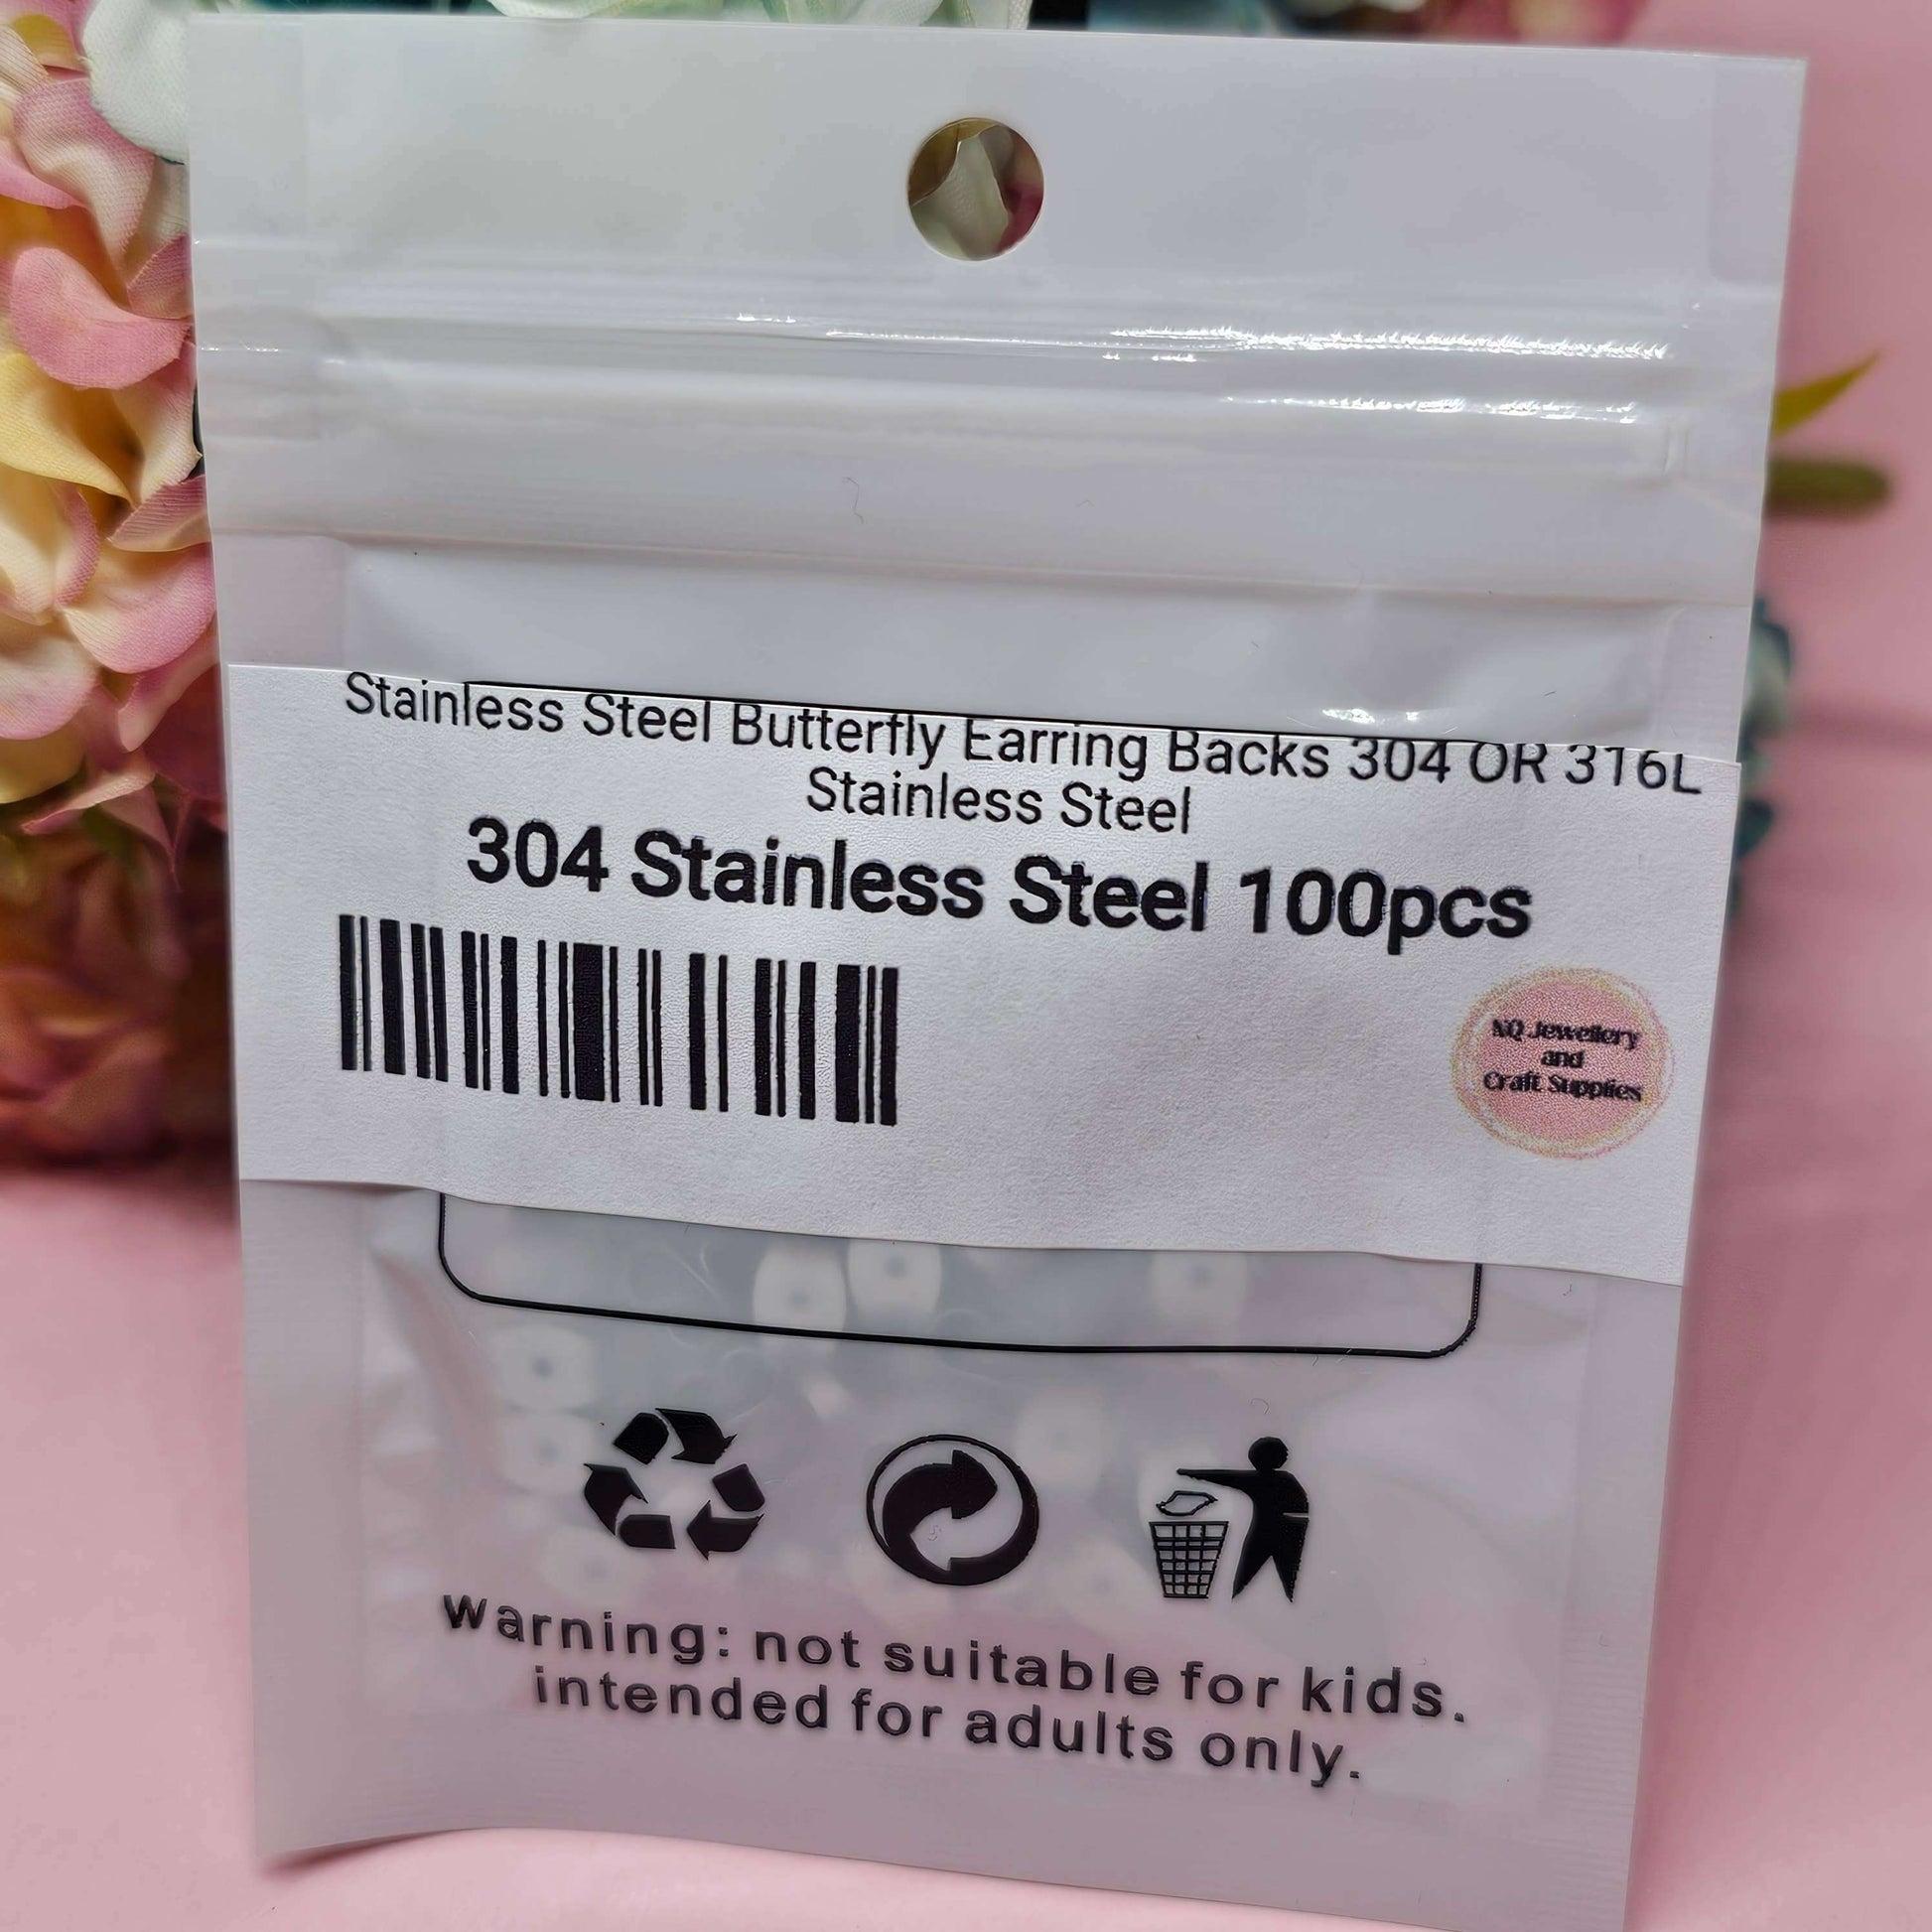 Stainless Steel Butterfly Earring Backs 304 OR 316L
Stainless Steel
304 Stainless Steel 100pcs
NQ Jewellery
and
Craft Supplies
warning: not suitable for kids.
intended for adults only.